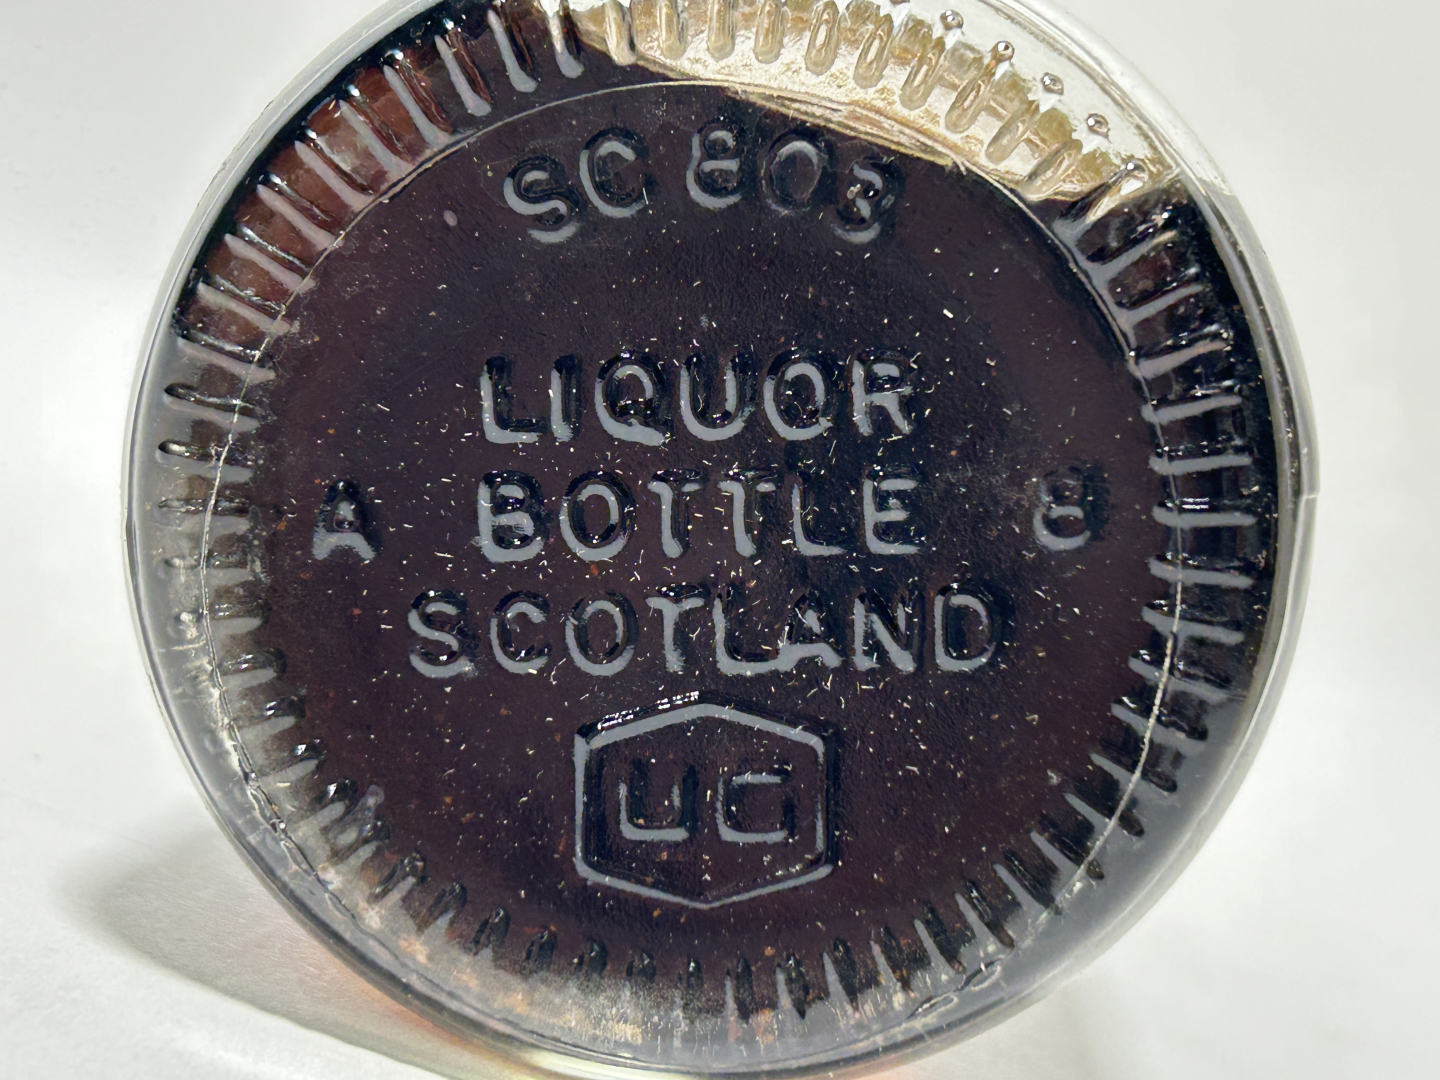 SC 803
LIQUOR
A BOTTLE 8
SCOTLAND
UG